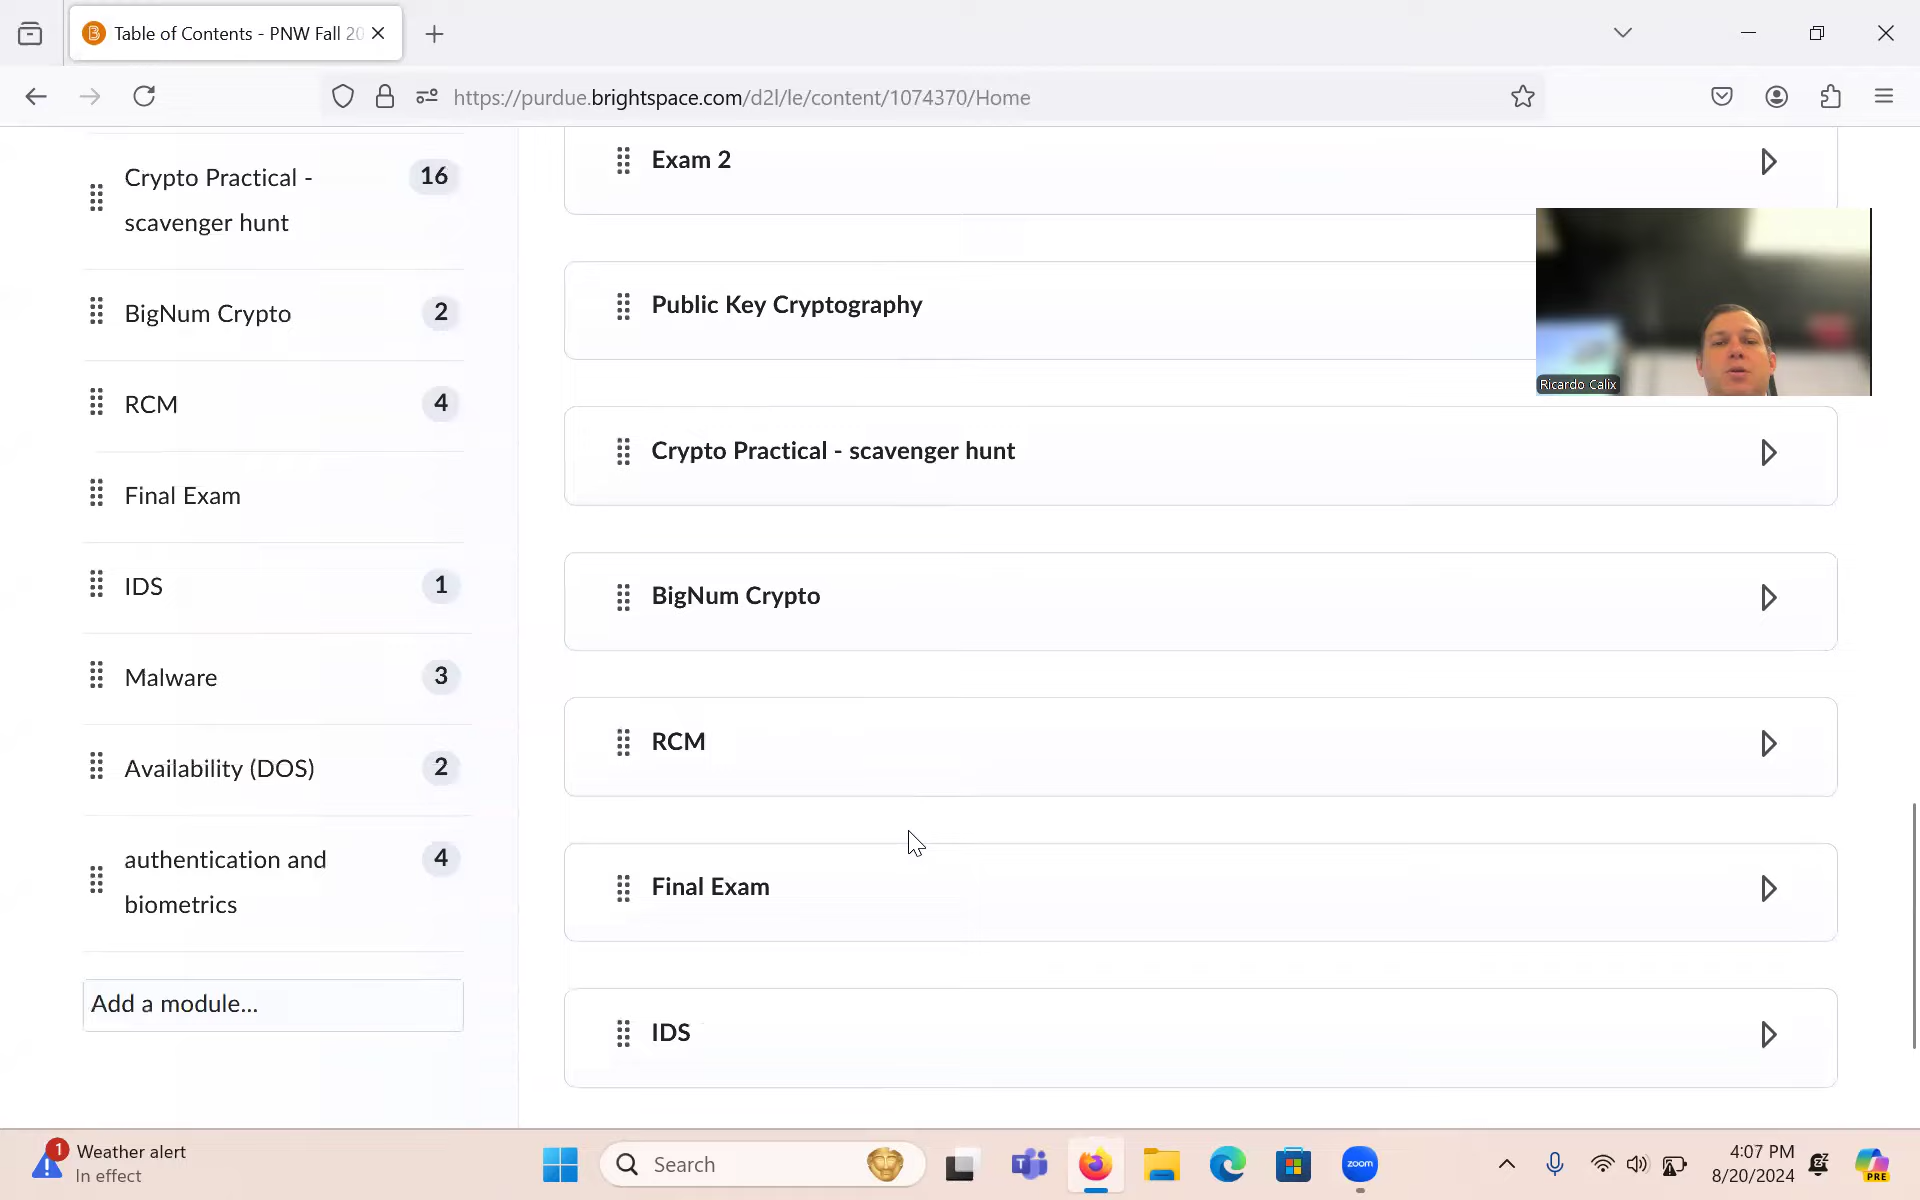 Table of Contents - PNW Fall 20
https://purdue.brightspace.com/d2l/le/content/1074370/Home
Crypto Practical - 16
scavenger hunt
BigNum Crypto 2
RCM 4
Final Exam
IDS 1
Malware 3
Availability (DOS) 2
authentication and 4
biometrics
Add a module...
Exam 2
Public Key Cryptography
Crypto Practical - scavenger hunt
BigNum Crypto
RCM
Final Exam
IDS
Ricardo Calix
1
Weather alert
In effect
Search
zoom
4:07 PM
8/20/2024
PRE